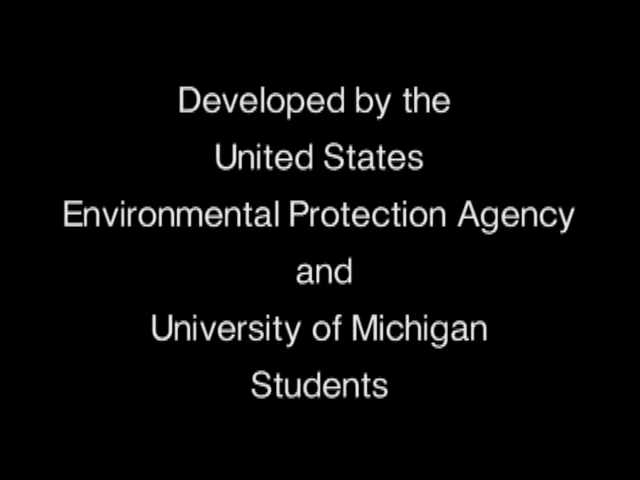 Developed by the
United States
Environmental Protection Agency
and
University of Michigan
Students